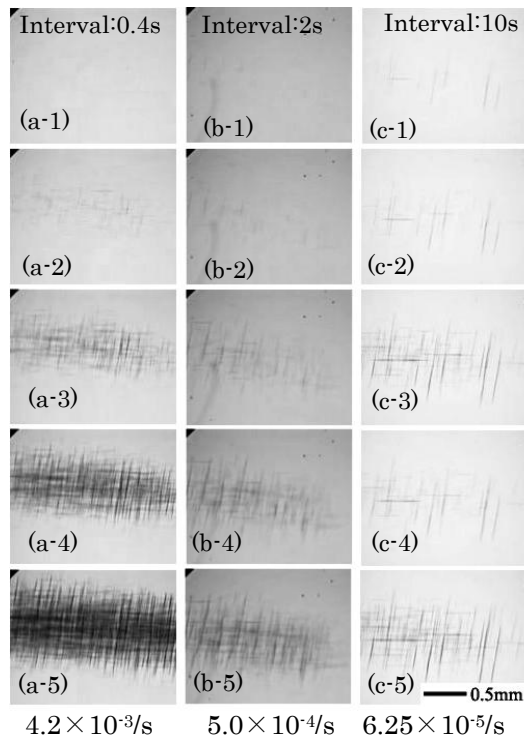 Interval:0.4s Interval:2s Interval:10s
(a-1) (b-1) (c-1)
(a-2) (b-2) (c-2)
(a-3) (b-3) (c-3)
(a-4) (b-4) (c-4)
(a-5) (b-5) (c-5)
0.5mm
4.2×10⁻³/s 5.0×10⁻⁴/s 6.25×10⁻⁵/s